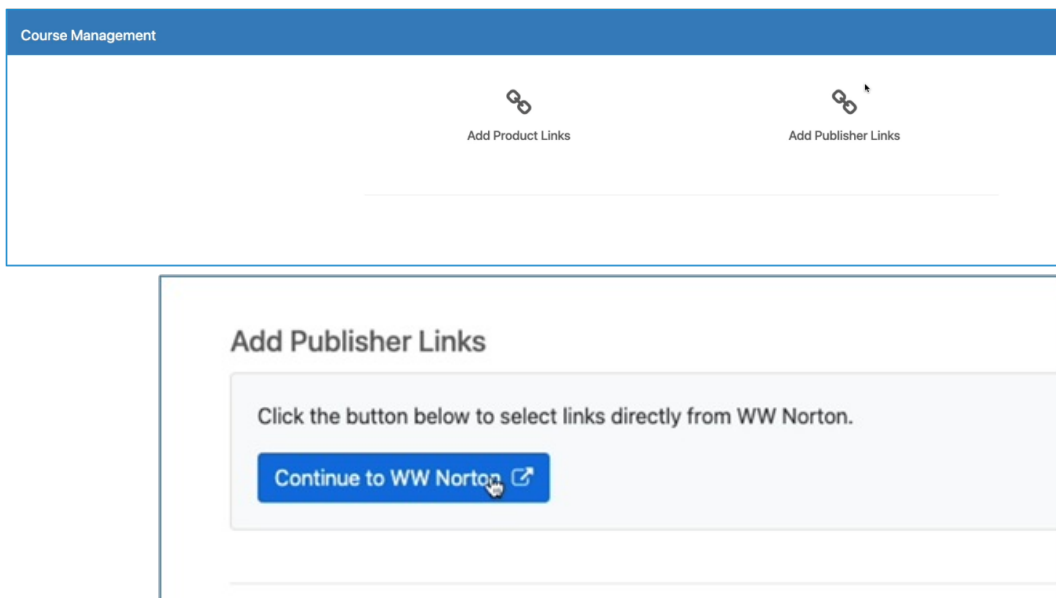 Course Management
Add Product Links
Add Publisher Links
Add Publisher Links
Click the button below to select links directly from WW Norton.
Continue to WW Norton